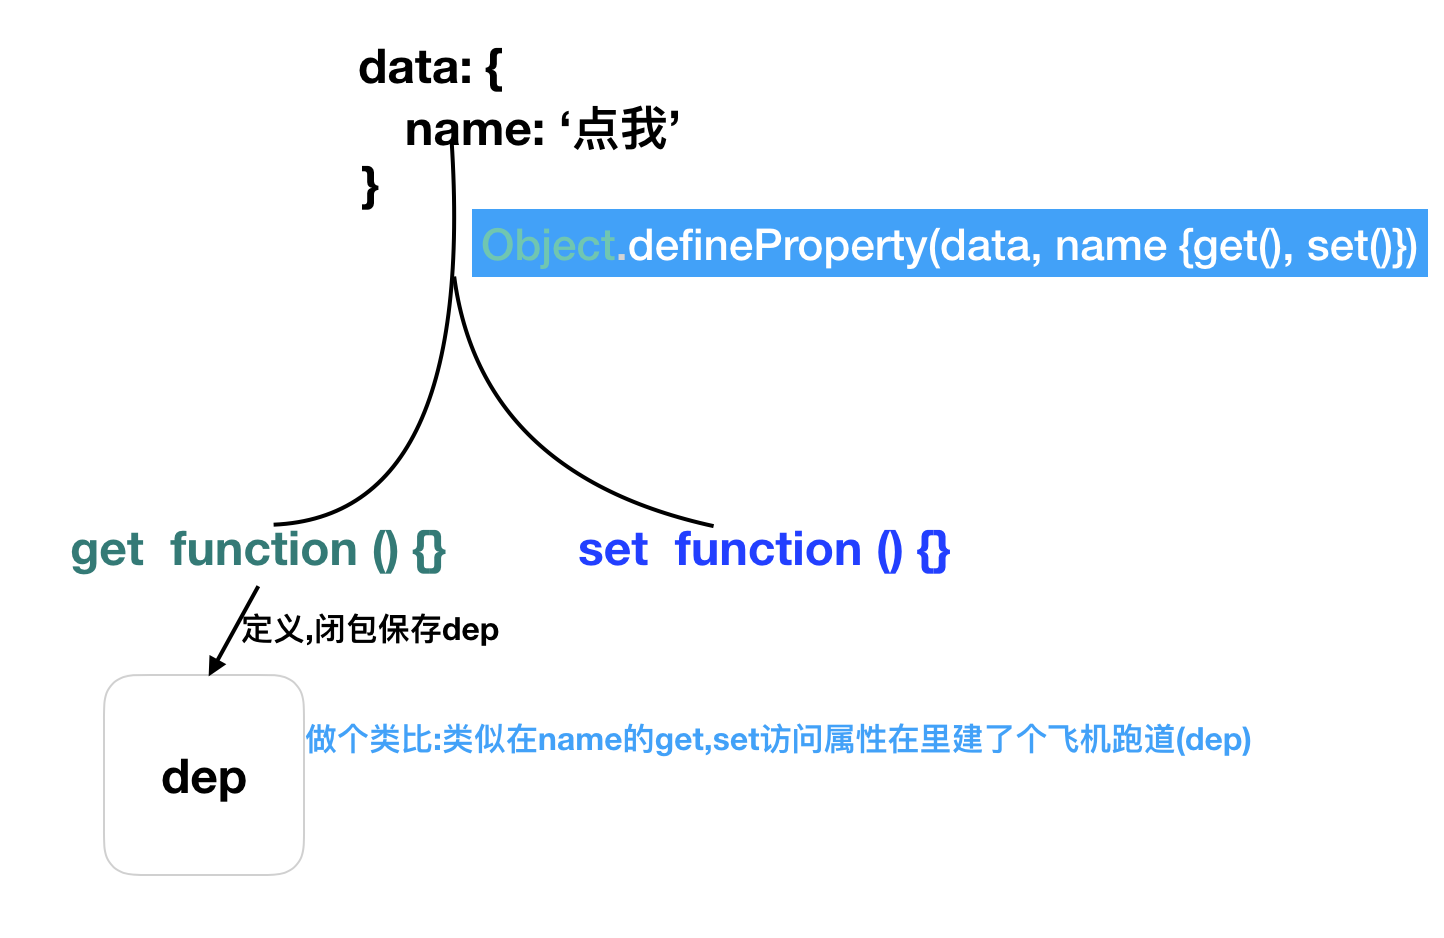 data: {
name: ‘点我’
}
Object.defineProperty(data, name {get(), set()})
get function () {}
set function () {}
定义,闭包保存dep
做个类比:类似在name的get,set访问属性在里建了个飞机跑道(dep)
dep